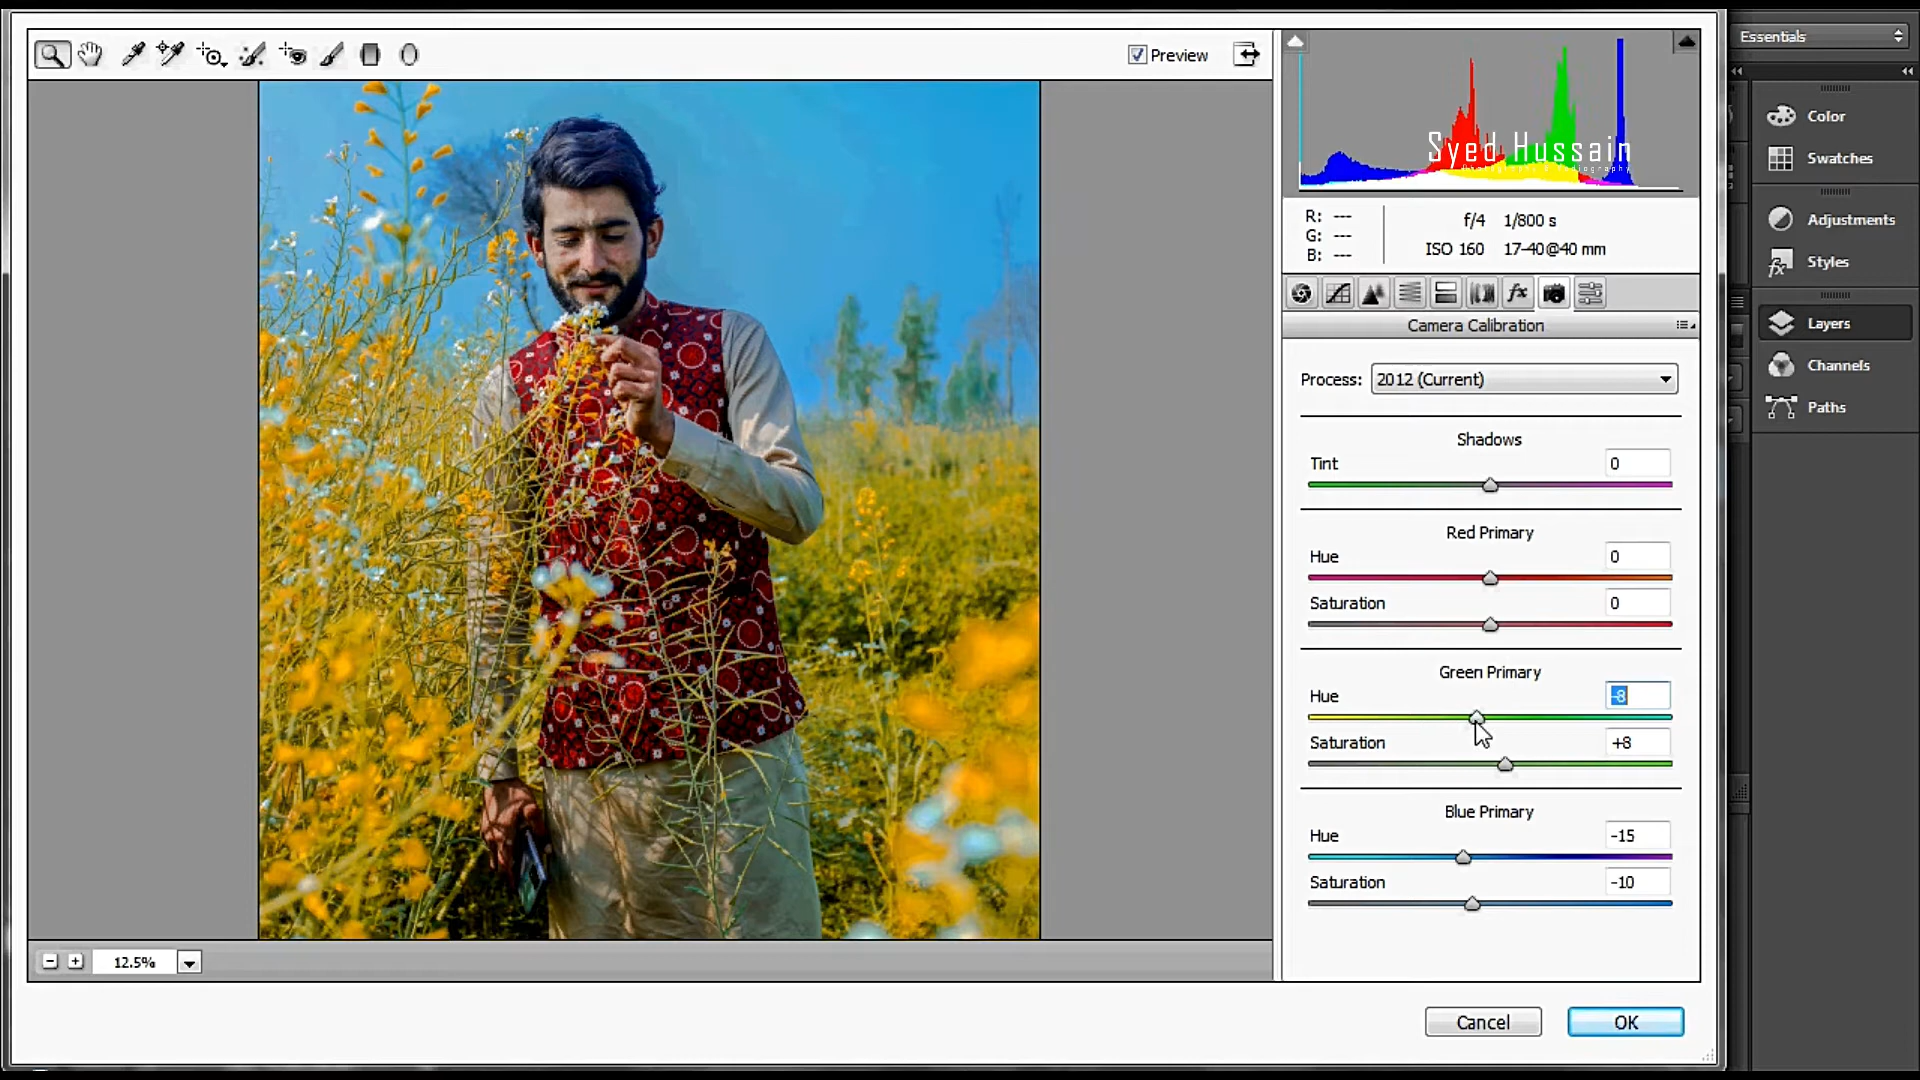 Preview
Essentials
Syed Hussain
R: ---
G: ---
B: ---
f/4 1/800 s
ISO 160 17-40@40 mm
Camera Calibration
Process: 2012 (Current)
Shadows
Tint 0
Red Primary
Hue 0
Saturation 0
Green Primary
Hue -8
Saturation +8
Blue Primary
Hue -15
Saturation -10
12.5%
Cancel OK
Color
Swatches
Adjustments
fx Styles
Layers
Channels
Paths